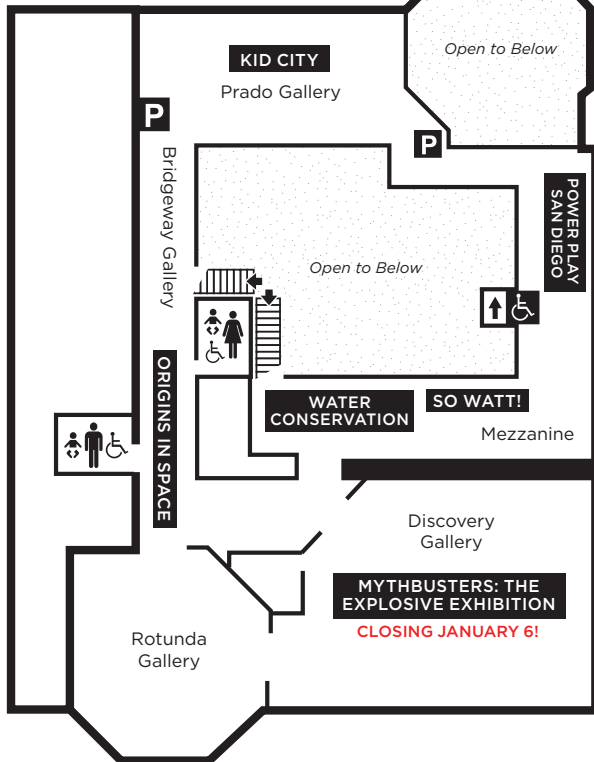 Open to Below
KID CITY
Prado Gallery
P
P
Bridgeway Gallery
POWER PLAY
SAN DIEGO
Open to Below
ORIGINS IN SPACE
WATER
CONSERVATION
SO WATT!
Mezzanine
Discovery
Gallery
MYTHBUSTERS: THE
EXPLOSIVE EXHIBITION
CLOSING JANUARY 6!
Rotunda
Gallery